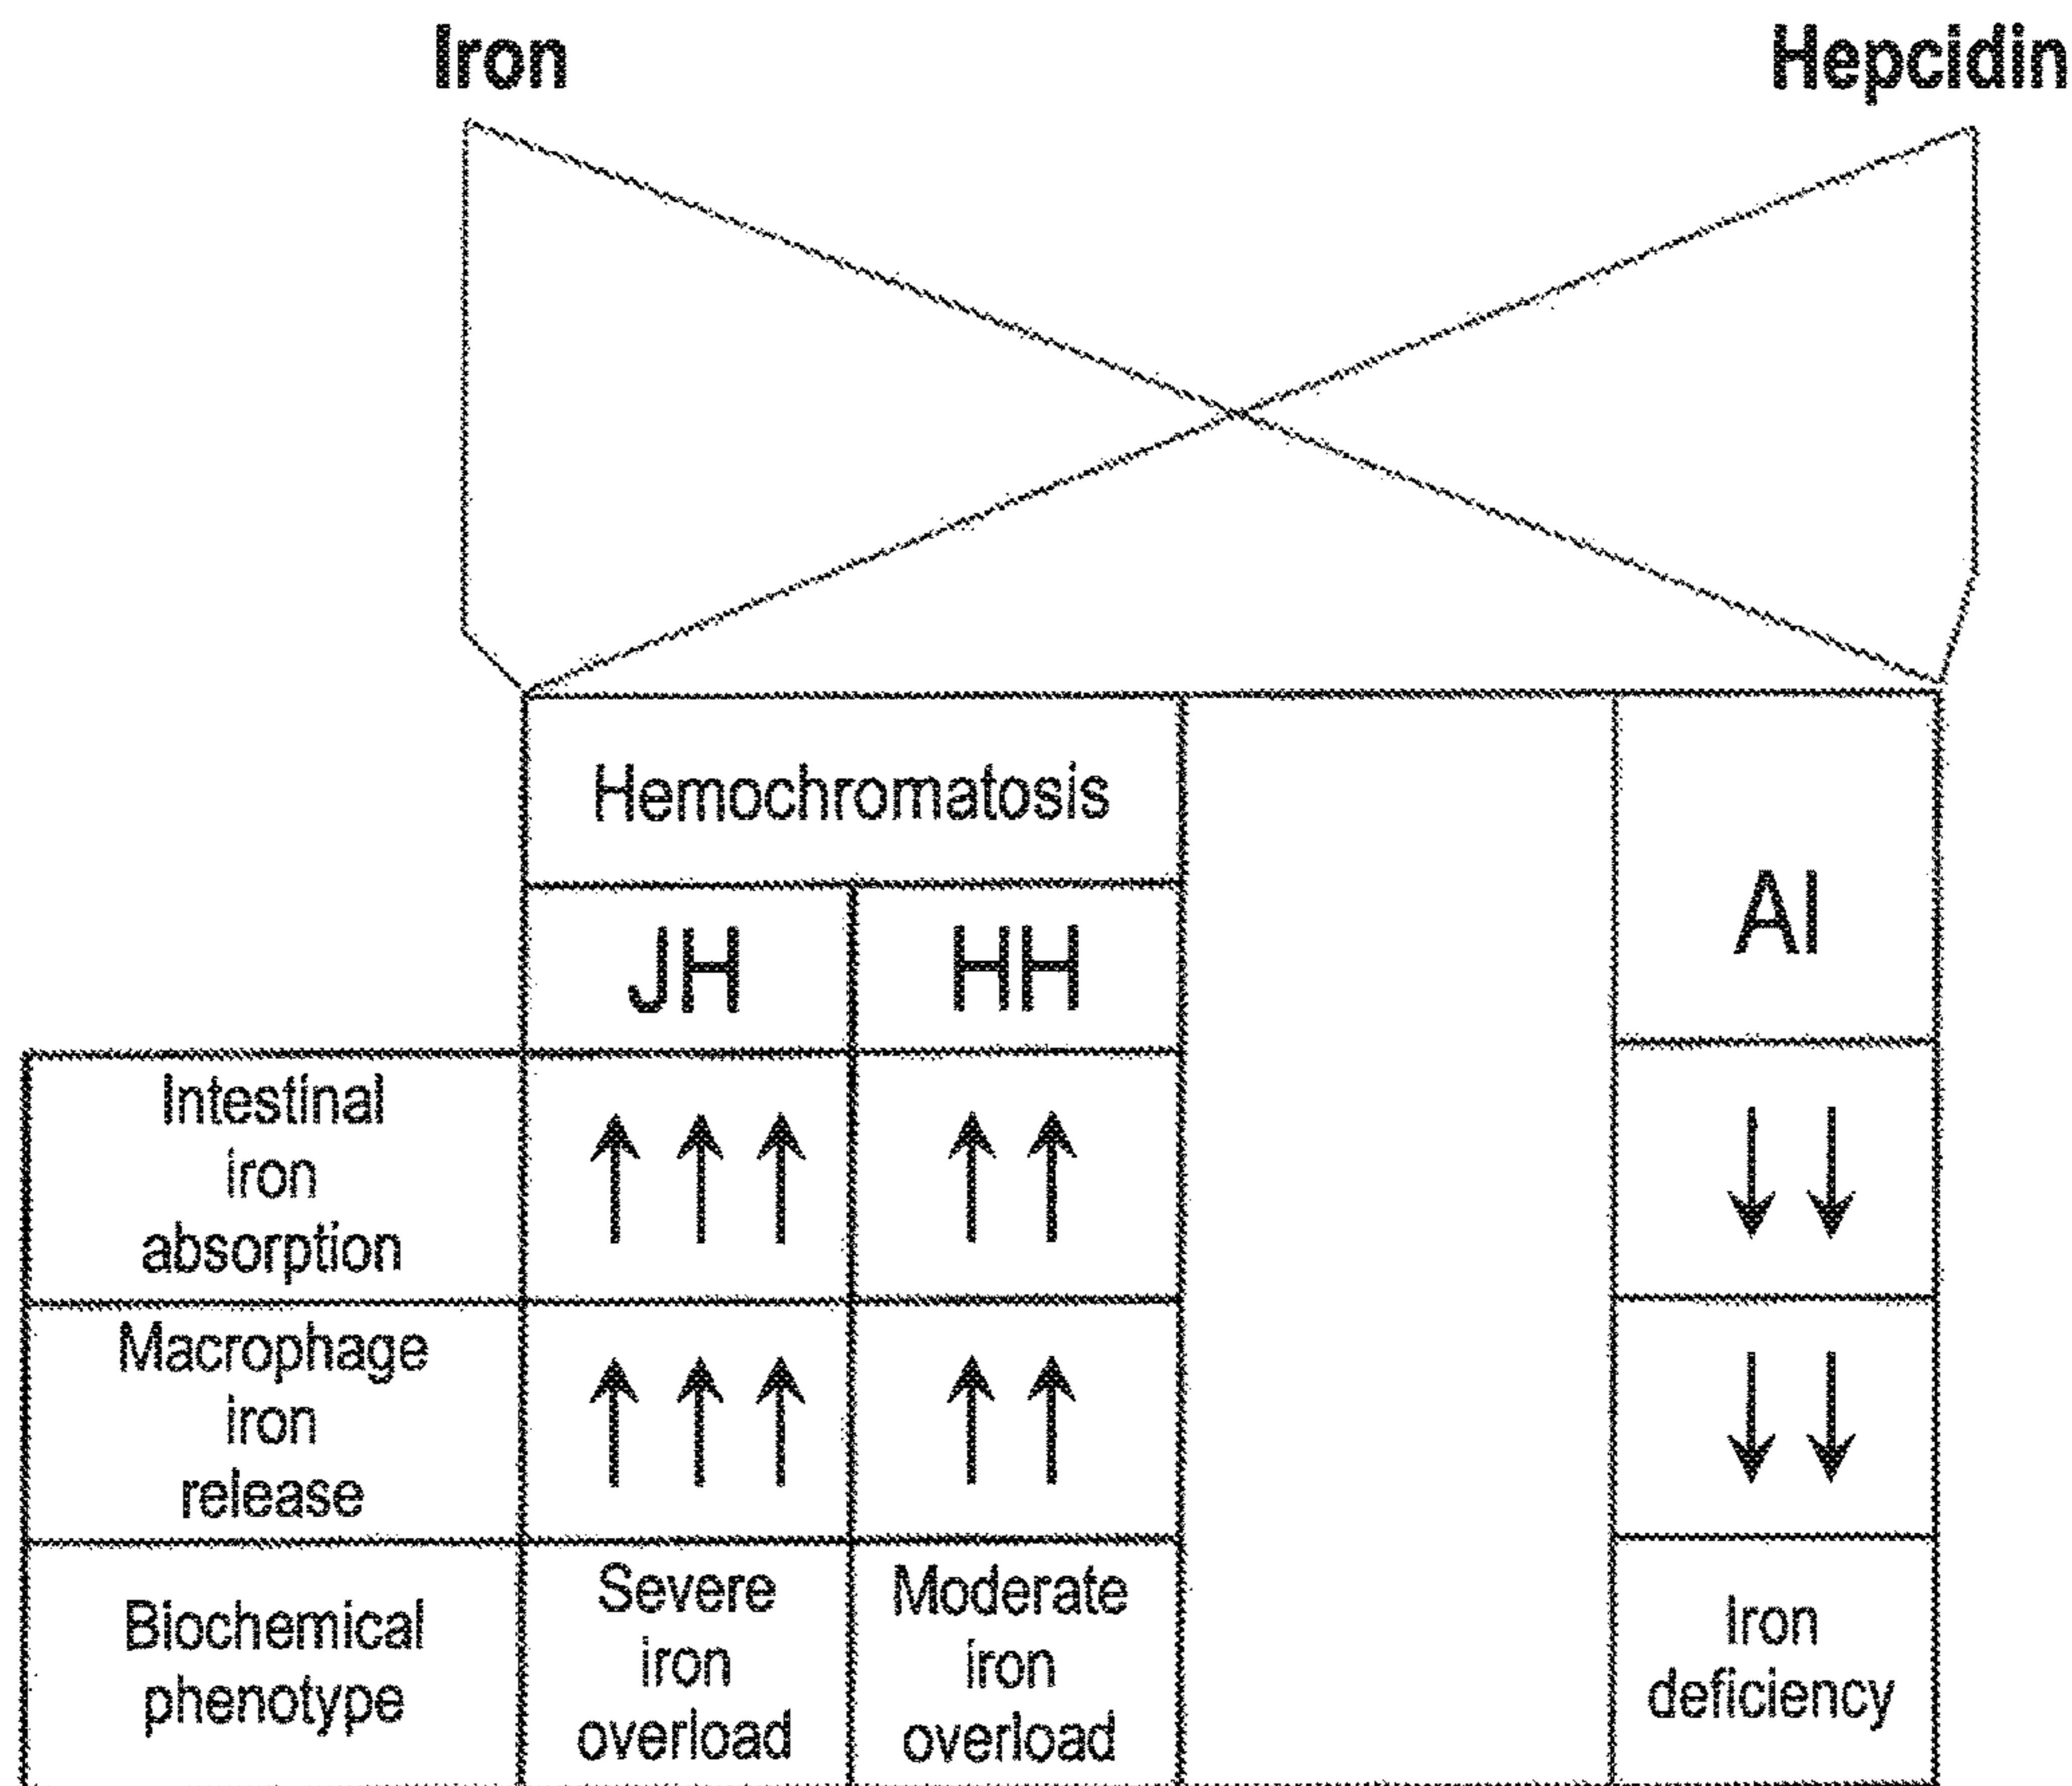 Iron
Hepcidin
Hemochromatosis
AI
JH
HH
Intestinal
iron
absorption
↑ ↑ ↑
↑ ↑
↓ ↓
Macrophage
iron
release
↑ ↑ ↑
↑ ↑
↓ ↓
Biochemical
phenotype
Severe
iron
overload
Moderate
iron
overload
Iron
deficiency